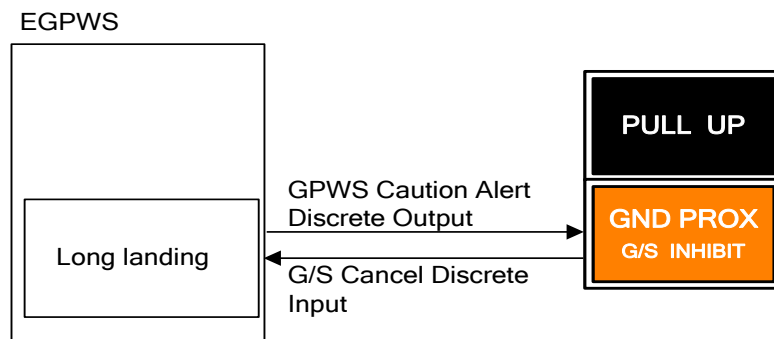 EGPWS
PULL UP
GPWS Caution Alert
Discrete Output
GND PROX
G/S INHIBIT
Long landing
G/S Cancel Discrete
Input